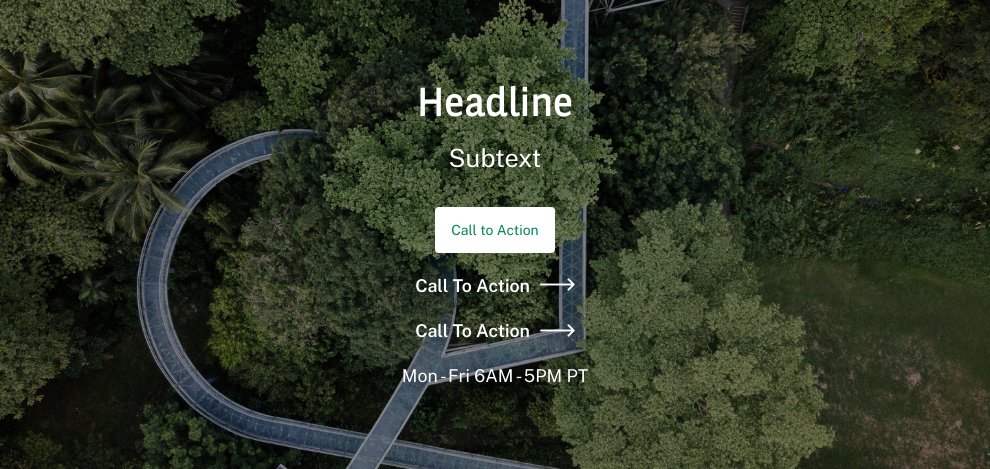 Headline
Subtext
Call to Action
Call To Action
Call To Action
Mon - Fri 6AM - 5PM PT